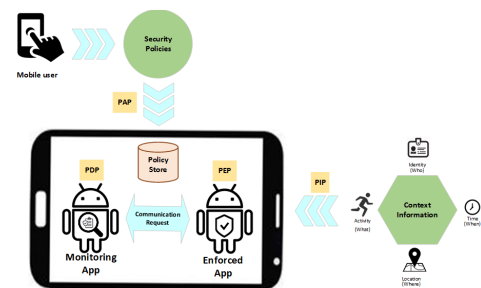 Mobile user
Security
Policies
PAP
Policy
Store
PDP
PEP
Communication
Request
Monitoring
App
Enforced
App
PIP
Identity
(Who)
Activity
(What)
Context
Information
Time
(When)
Location
(Where)